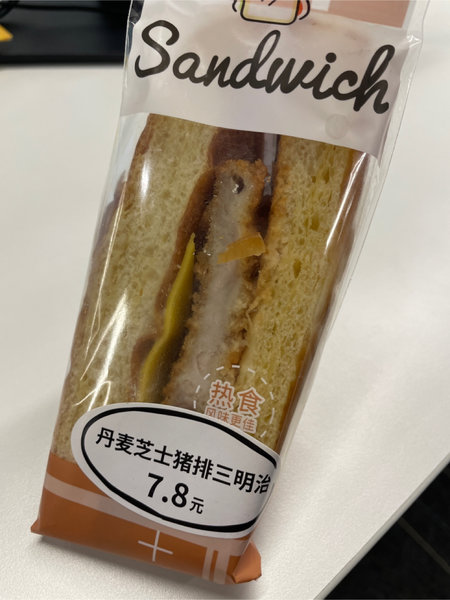 Sandwich
热食
风味更佳
丹麦芝士猪排三明治
7.8元